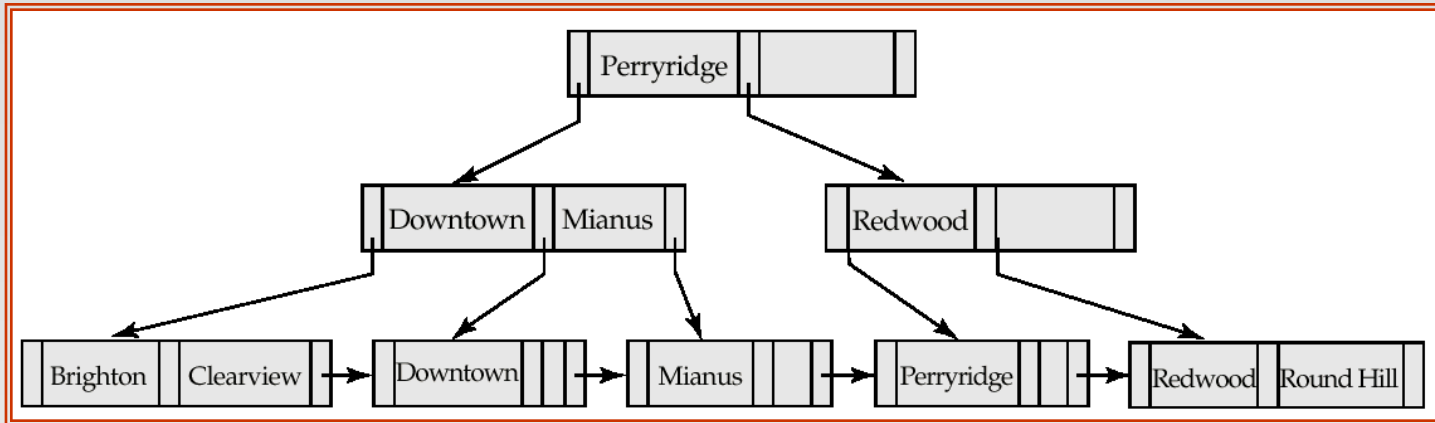 Perryridge
Downtown Mianus
Redwood
Brighton Clearview
Downtown
Mianus
Perryridge
Redwood Round Hill